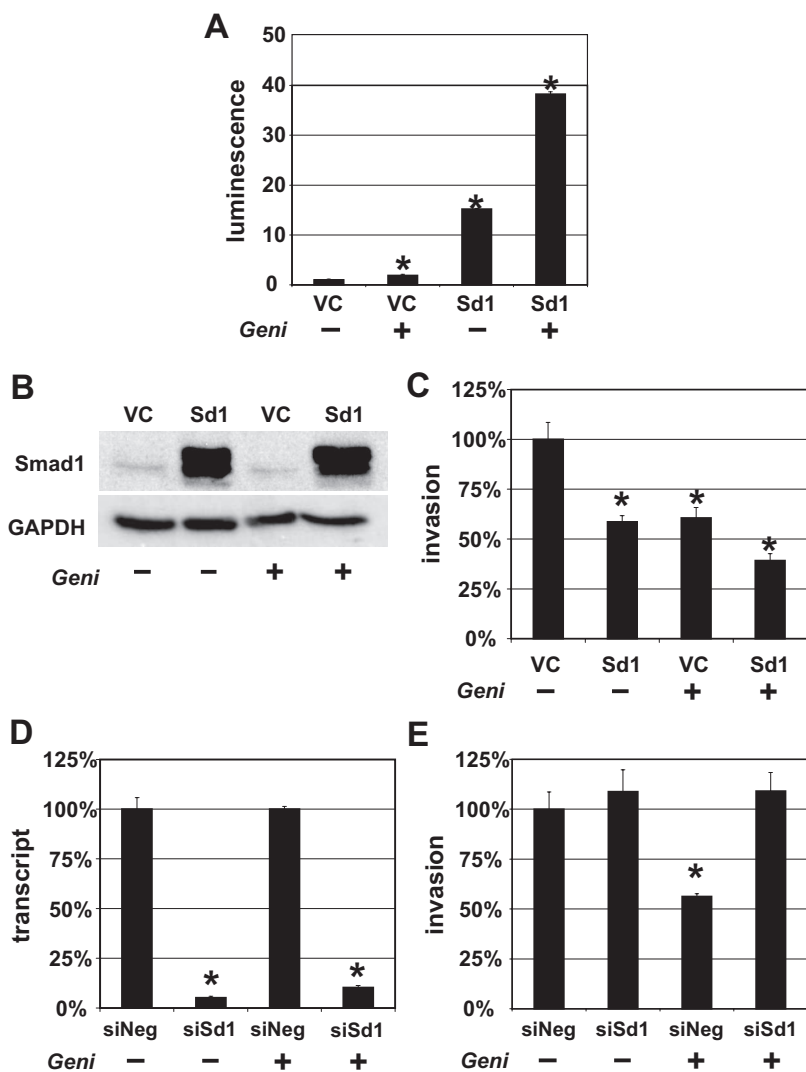 A
luminescence
50
40
30
20
10
0
*
*
*
VC VC Sd1 Sd1
Geni − + − +
B
VC Sd1 VC Sd1
Smad1
GAPDH
Geni − − + +
C
invasion
125%
100%
75%
50%
25%
0%
*
*
*
VC Sd1 VC Sd1
Geni − − + +
D
transcript
125%
100%
75%
50%
25%
0%
*
*
siNeg siSd1 siNeg siSd1
Geni − − + +
E
invasion
125%
100%
75%
50%
25%
0%
*
siNeg siSd1 siNeg siSd1
Geni − − + +